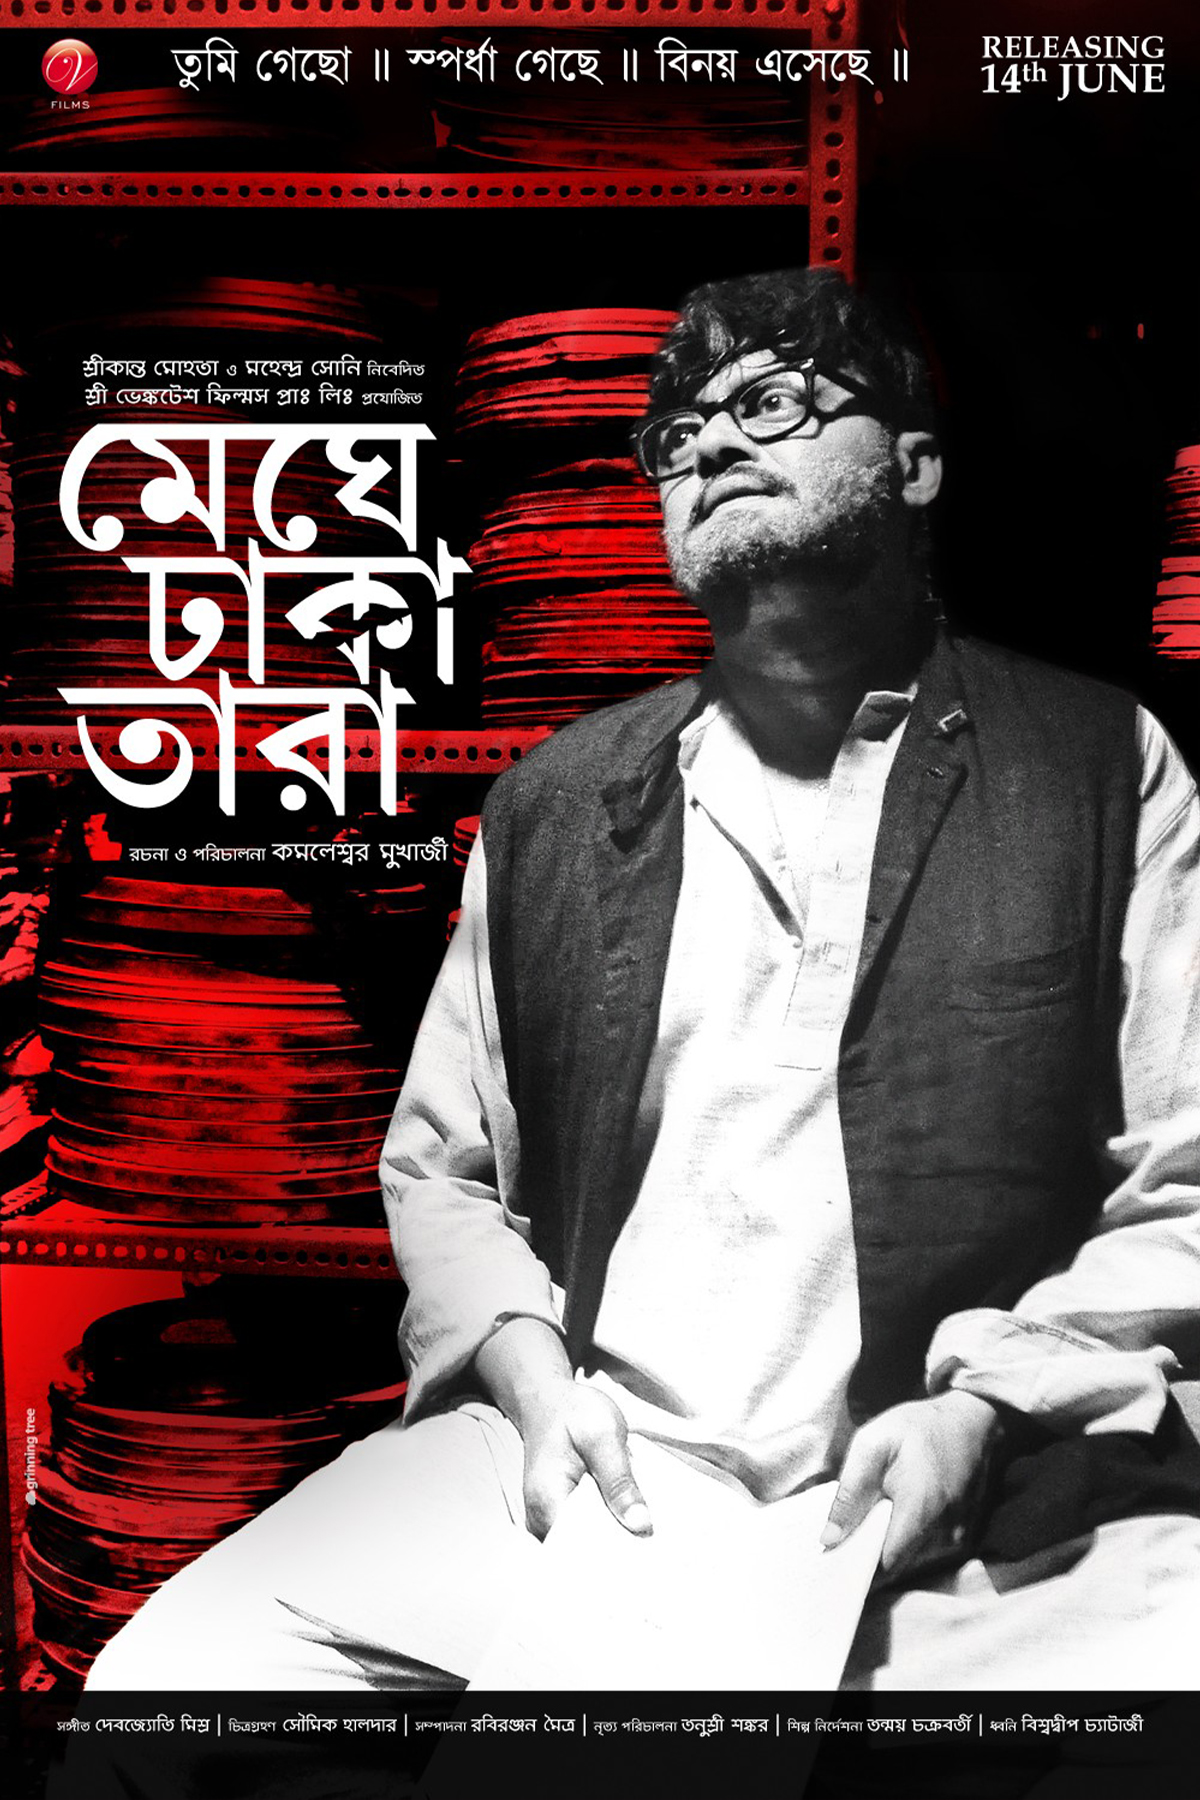 V
FILMS
তুমি গেছো ॥ স্পর্ধা গেছে ॥ বিনয় এসেছে ॥
RELEASING
14th JUNE
শ্রীকান্ত মোহতা ও মহেন্দ্র সোনি নিবেদিত
শ্রী ভেঙ্কটেশ ফিল্মস প্রাঃ লিঃ প্রযোজিত
মেঘে
ঢাকা
তারা
রচনা ও পরিচালনা কমলেশ্বর মুখার্জী
grinning tree
সঙ্গীত দেবজ্যোতি মিশ্র | চিত্রগ্রহণ সৌমিক হালদার | সম্পাদনা রবিরঞ্জন মৈত্র | নৃত্য পরিচালনা তনুশ্রী শঙ্কর | শিল্প নির্দেশনা তন্ময় চক্রবর্তী | ধ্বনি বিশ্বদ্বীপ চ্যাটার্জী